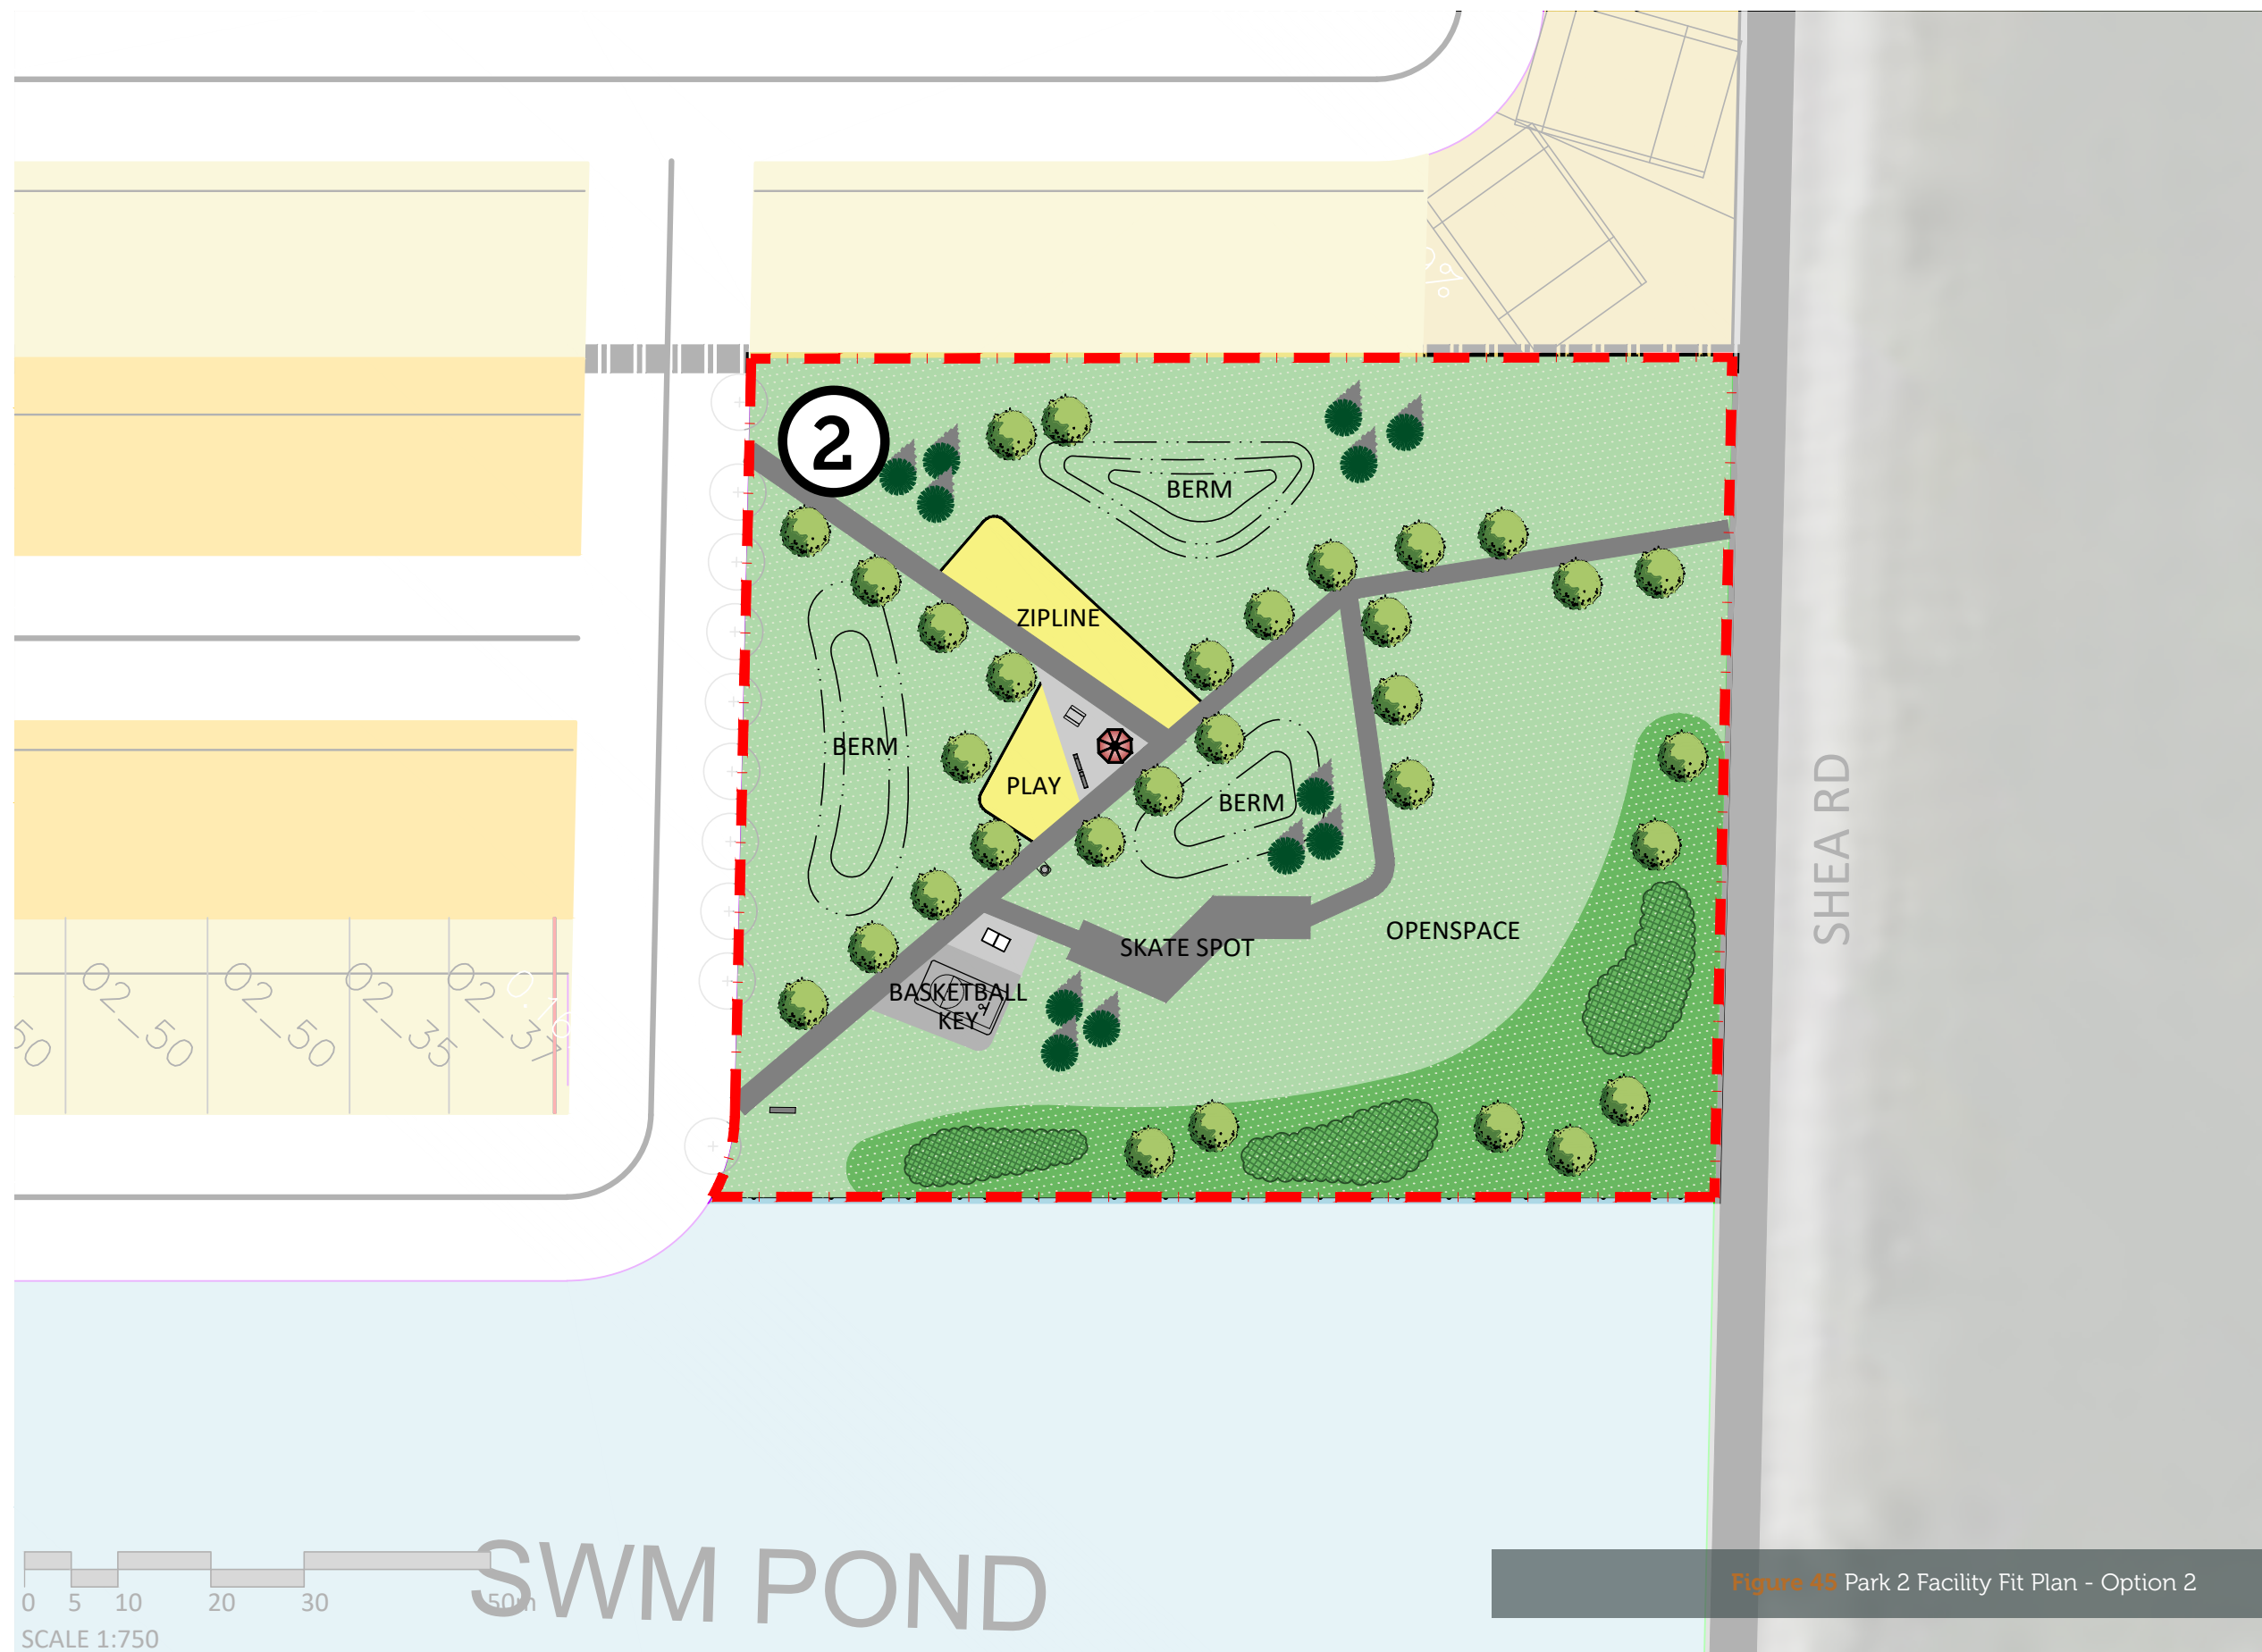 2
BERM
ZIPLINE
BERM
PLAY
BERM
SKATE SPOT
OPENSPACE
BASKETBALL
KEY
SHEA RD
50
02_50
02_50
02_35
02_37
SWM POND
0 5 10 20 30 50m
SCALE 1:750
Figure 45 Park 2 Facility Fit Plan - Option 2